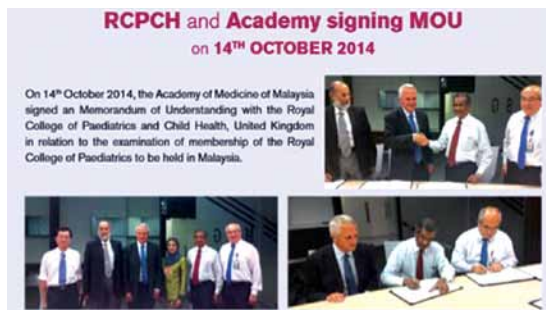 RCPCH and Academy signing MOU
on 14TH OCTOBER 2014
On 14th October 2014, the Academy of Medicine of Malaysia
signed an Memorandum of Understanding with the Royal
College of Paediatrics and Child Health, United Kingdom
in relation to the examination of membership of the Royal
College of Paediatrics to be held in Malaysia.